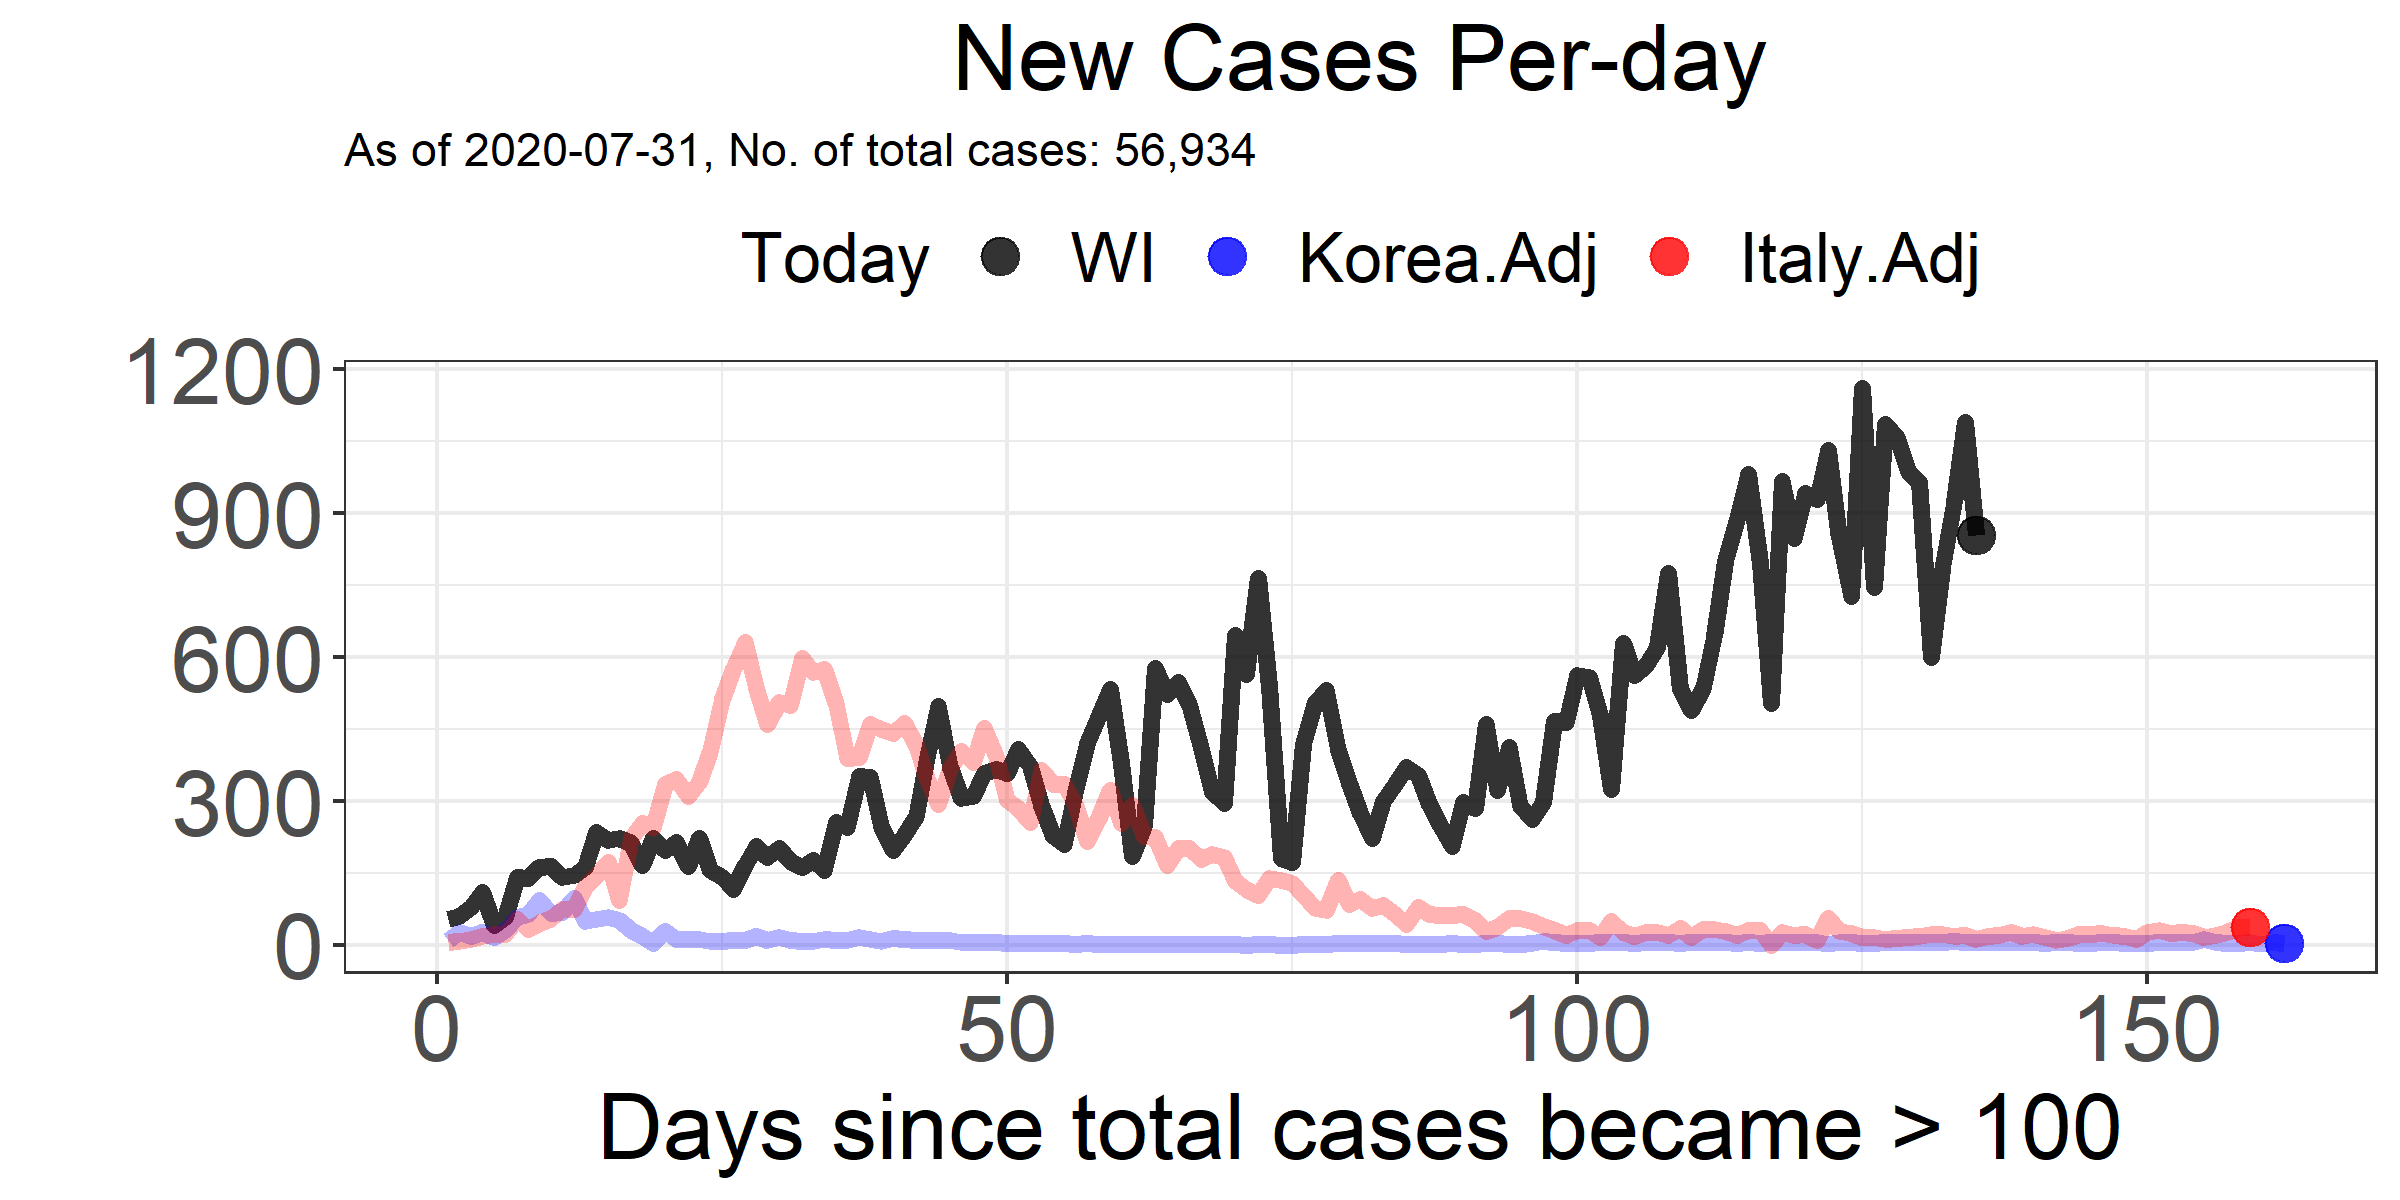 New Cases Per-day
As of 2020-07-31, No. of total cases: 56,934
Today WI Korea.Adj Italy.Adj
1200
900
600
300
0
0 50 100 150
Days since total cases became > 100